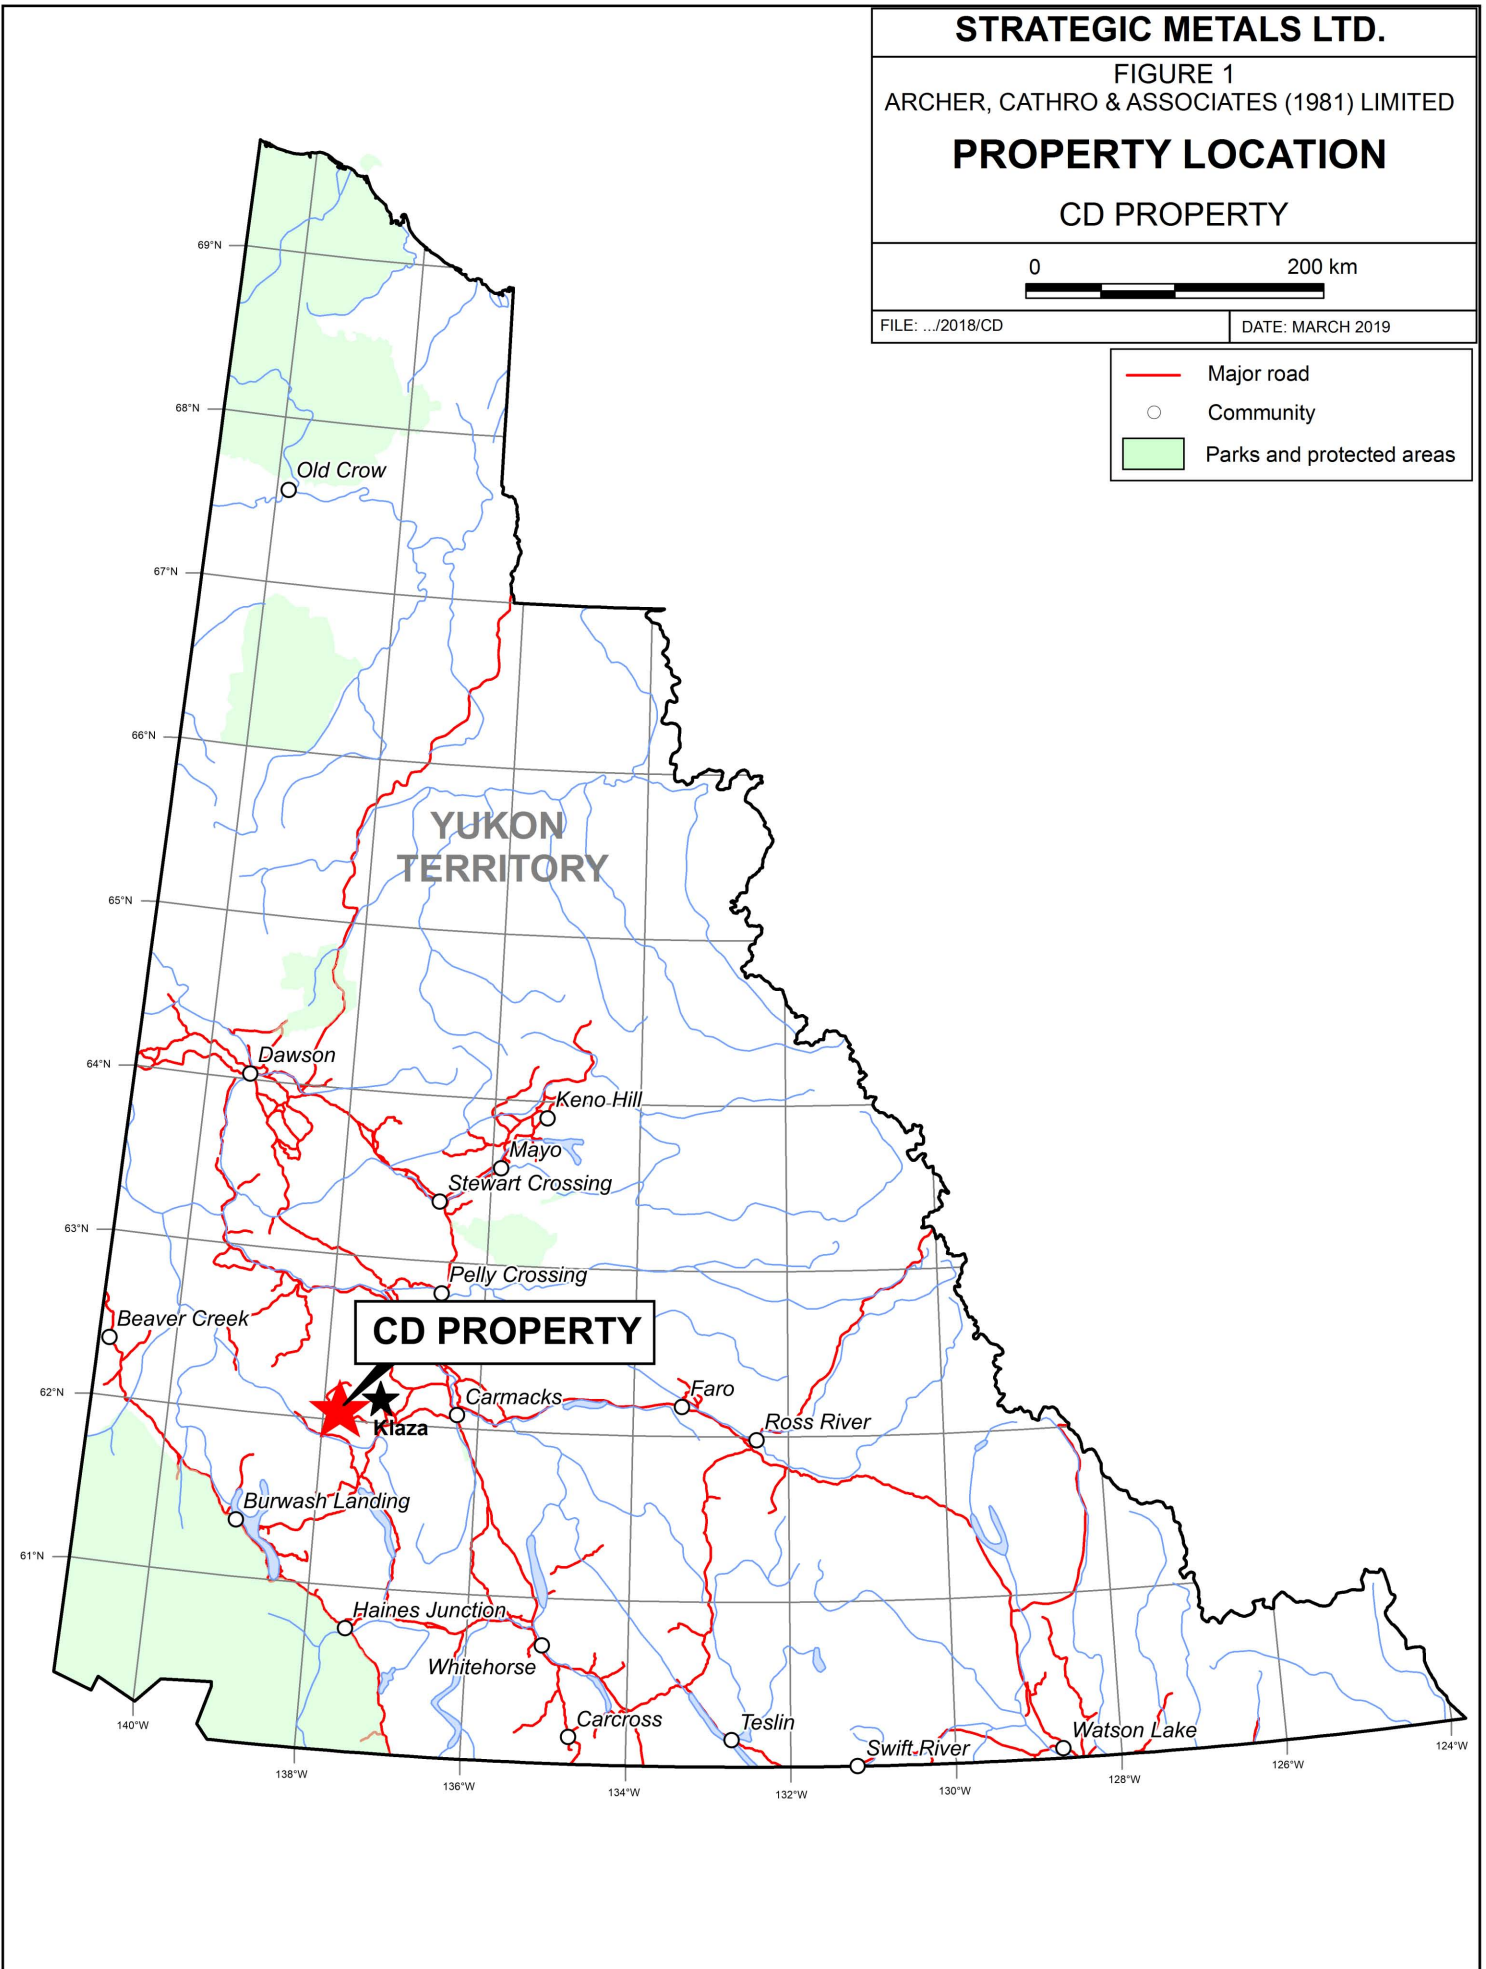 STRATEGIC METALS LTD.
FIGURE 1
ARCHER, CATHRO & ASSOCIATES (1981) LIMITED
PROPERTY LOCATION
CD PROPERTY
0 200 km
FILE: .../2018/CD DATE: MARCH 2019
Major road
Community
Parks and protected areas
69°N
68°N
Old Crow
67°N
66°N
YUKON
TERRITORY
65°N
Dawson
64°N
Keno Hill
Mayo
Stewart Crossing
63°N
Pelly Crossing
Beaver Creek
CD PROPERTY
62°N
Carmacks
Faro
Klaza
Ross River
Burwash Landing
61°N
Haines Junction
Whitehorse
Carcross
Teslin
Swift River
Watson Lake
140°W
138°W
136°W
134°W
132°W
130°W
128°W
126°W
124°W